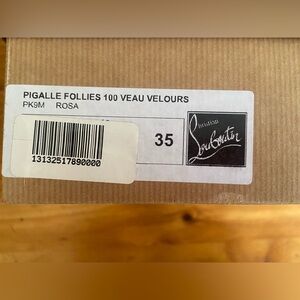 PIGALLE FOLLIES 100 VEAU VELOURS
PK9M ROSA
35
Christian
Louboutin
13132517890000